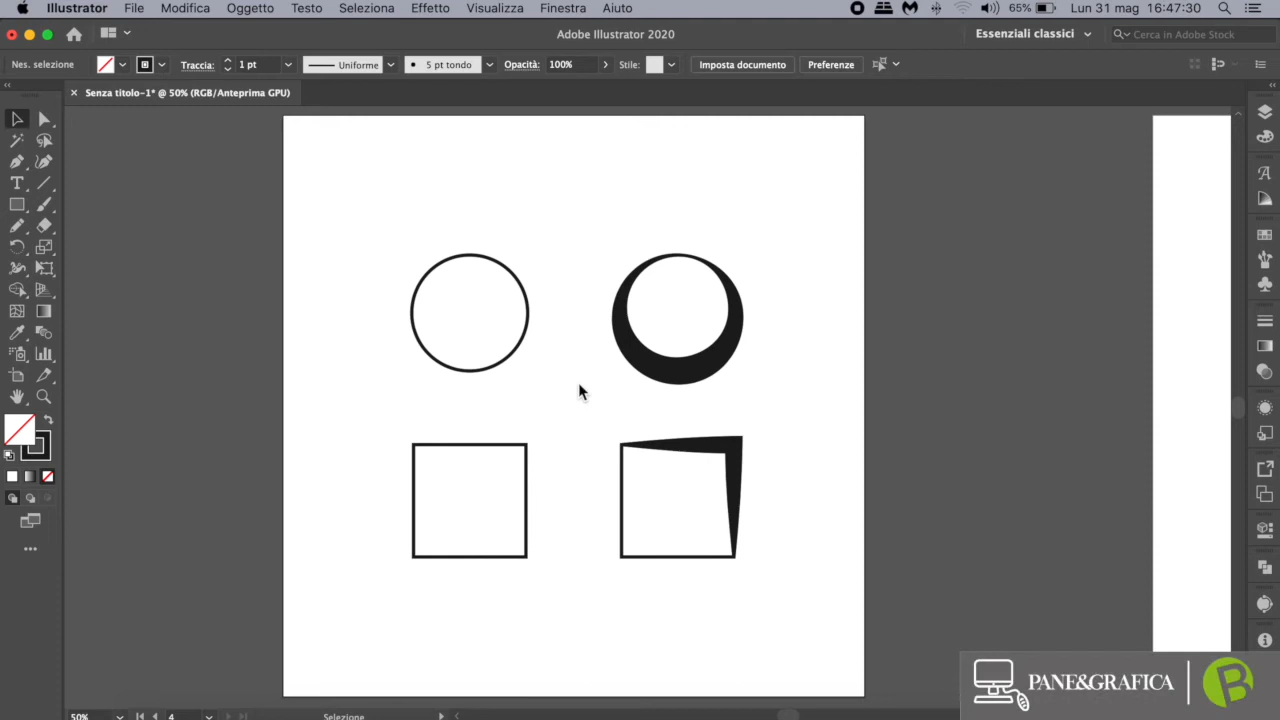 Illustrator File Modifica Oggetto Testo Seleziona Effetto Visualizza Finestra Aiuto 65% Lun 31 mag 16:47:30
Adobe Illustrator 2020 Essenziali classici Cerca in Adobe Stock
Nes. selezione Traccia: 1 pt Uniforme 5 pt tondo Opacità: 100% Stile: Imposta documento Preferenze
Senza titolo-1* @ 50% (RGB/Anteprima GPU)
PANE&GRAFICA
50% 4 Selezione